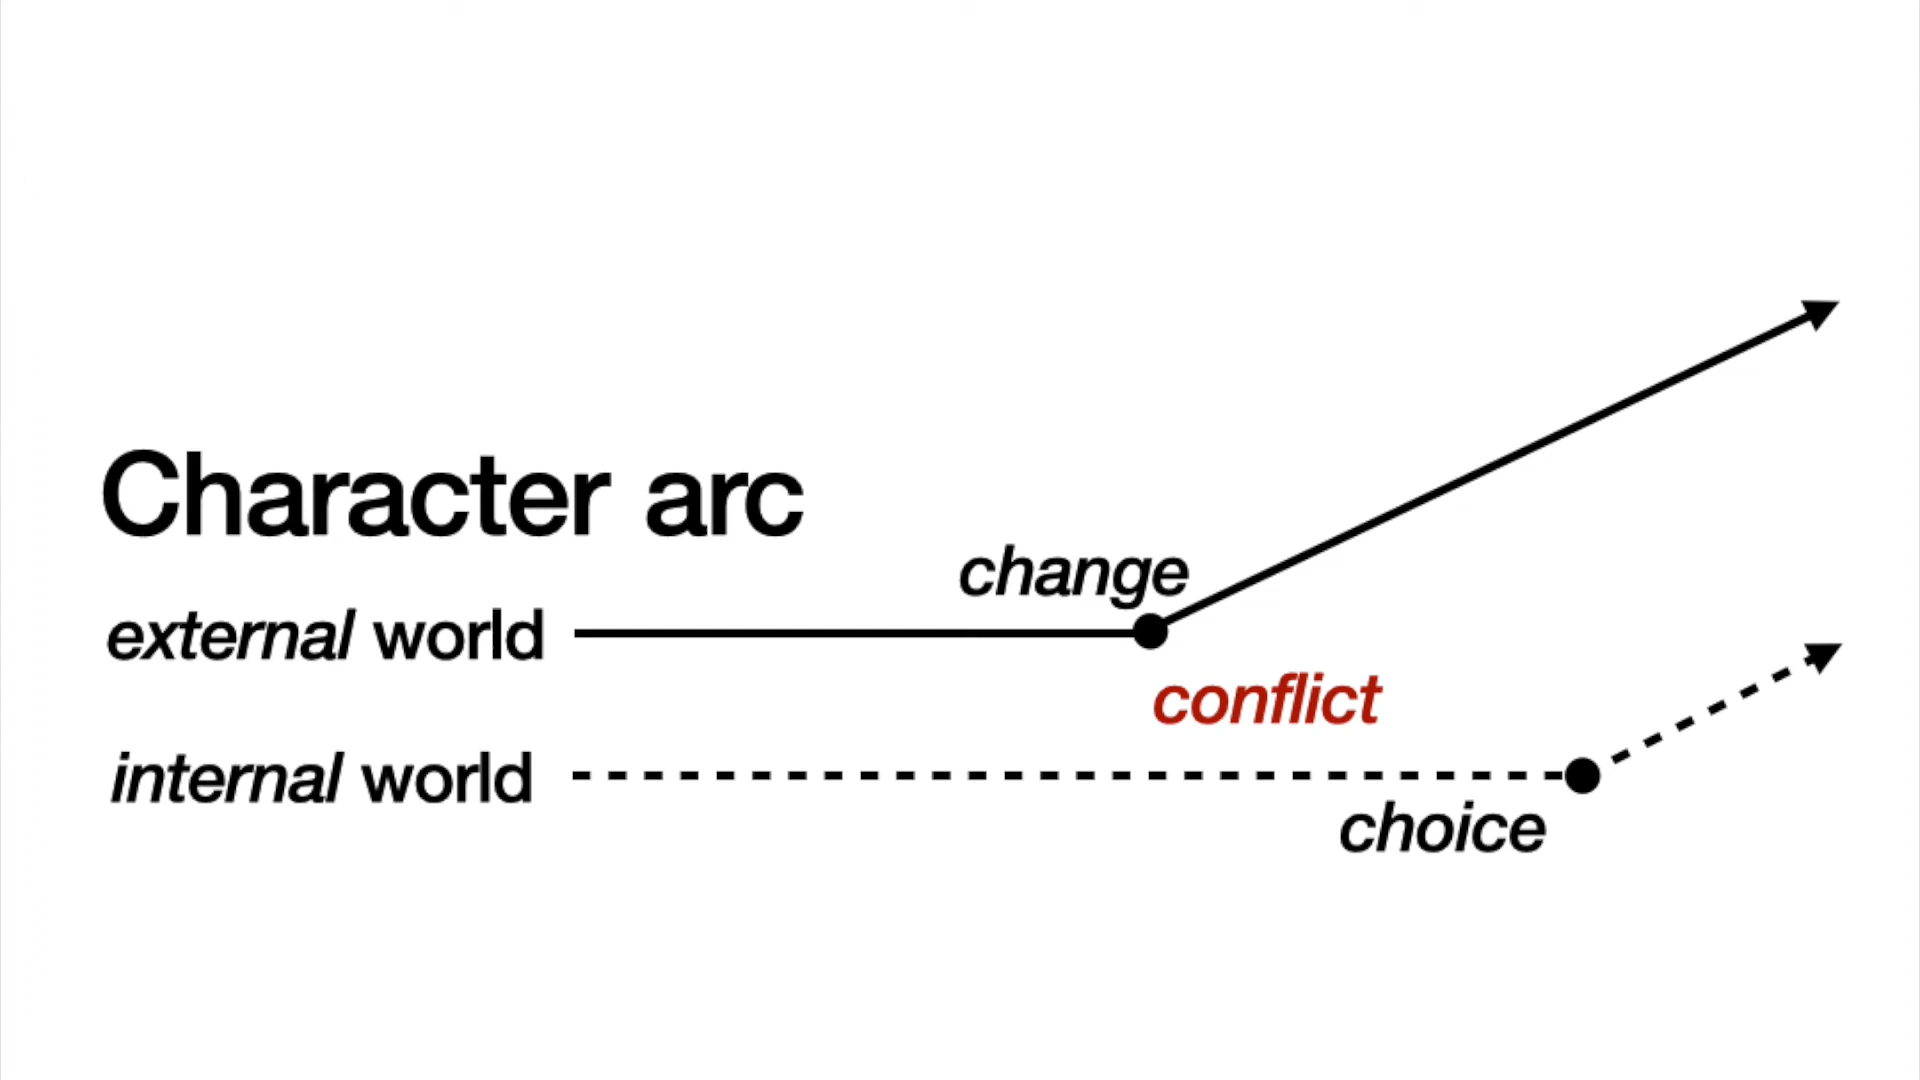 Character arc
change
external world
conflict
internal world
choice